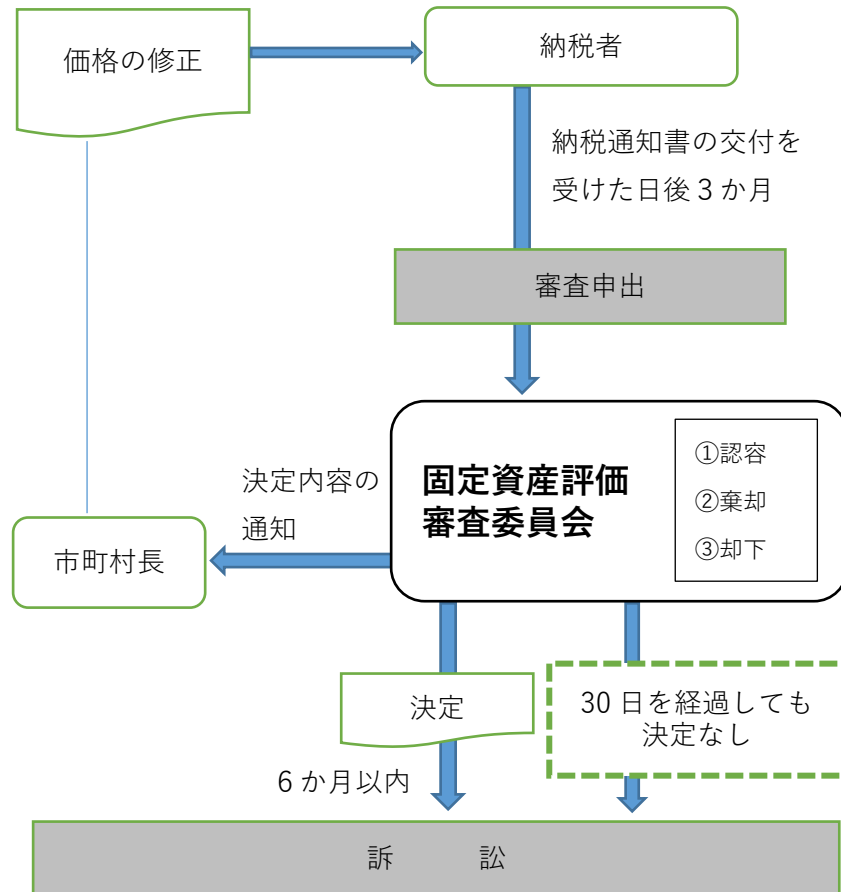 価格の修正
納税者
納税通知書の交付を
受けた日後3か月
審査申出
固定資産評価
審査委員会
①認容
②棄却
③却下
決定内容の
通知
市町村長
決定
30日を経過しても
決定なし
6か月以内
訴　　訟